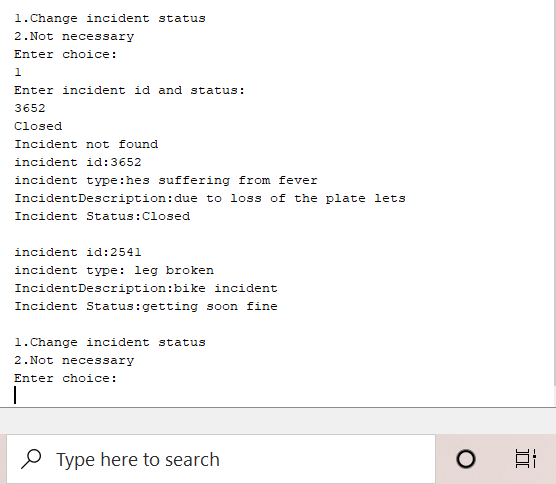 1.Change incident status
2.Not necessary
Enter choice:
1
Enter incident id and status:
3652
Closed
Incident not found
incident id:3652
incident type:hes suffering from fever
IncidentDescription:due to loss of the plate lets
Incident Status:Closed
incident id:2541
incident type: leg broken
IncidentDescription:bike incident
Incident Status:getting soon fine
1.Change incident status
2.Not necessary
Enter choice:
Type here to search